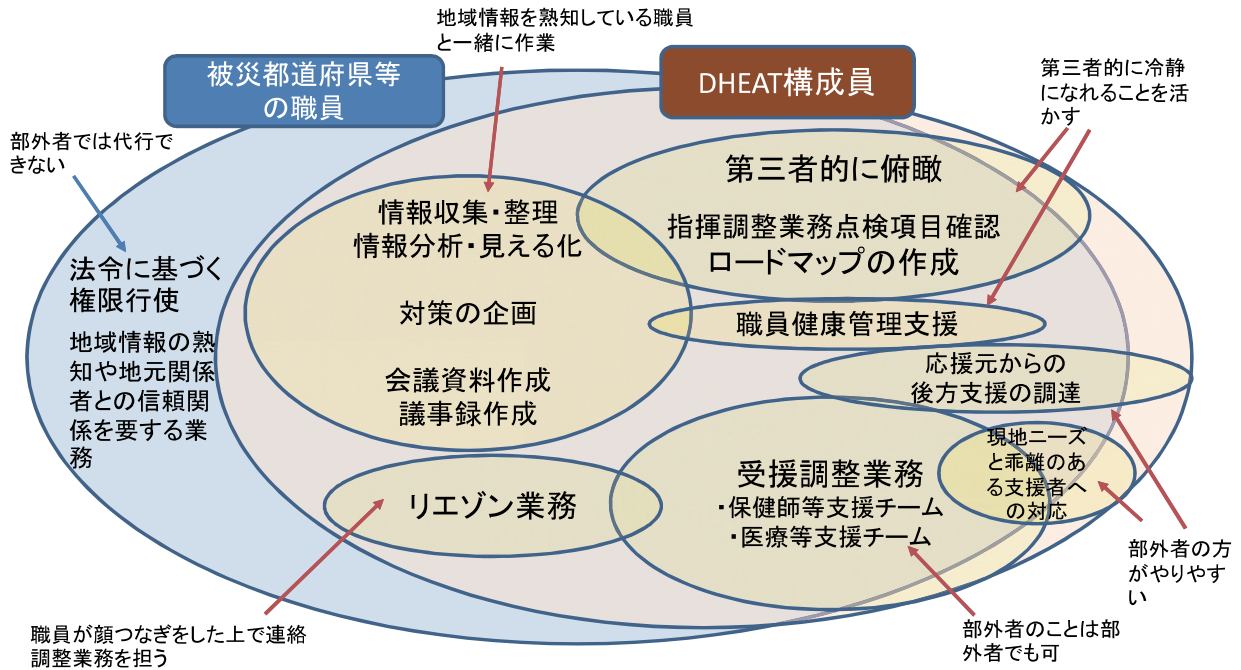 地域情報を熟知している職員
と一緒に作業
被災都道府県等
の職員
DHEAT構成員
第三者的に冷静
になれることを活
かす
部外者では代行で
きない
第三者的に俯瞰
情報収集・整理
情報分析・見える化
指揮調整業務点検項目確認
ロードマップの作成
法令に基づく
権限行使
対策の企画
職員健康管理支援
地域情報の熟
知や地元関係
者との信頼関
係を要する業
務
会議資料作成
議事録作成
応援元からの
後方支援の調達
現地ニーズ
と乖離のあ
る支援者へ
の対応
受援調整業務
・保健師等支援チーム
・医療等支援チーム
リエゾン業務
部外者の方
がやりやす
い
職員が顔つなぎをした上で連絡
調整業務を担う
部外者のことは部
外者でも可